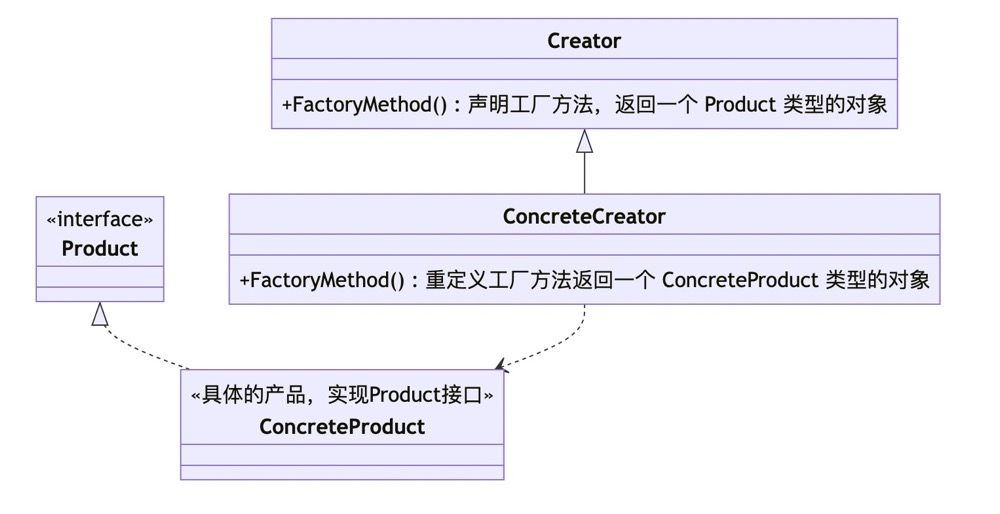 Creator
+FactoryMethod() : 声明工厂方法，返回一个 Product 类型的对象
«interface»
Product
ConcreteCreator
+FactoryMethod() : 重定义工厂方法返回一个 ConcreteProduct 类型的对象
«具体的产品，实现Product接口»
ConcreteProduct